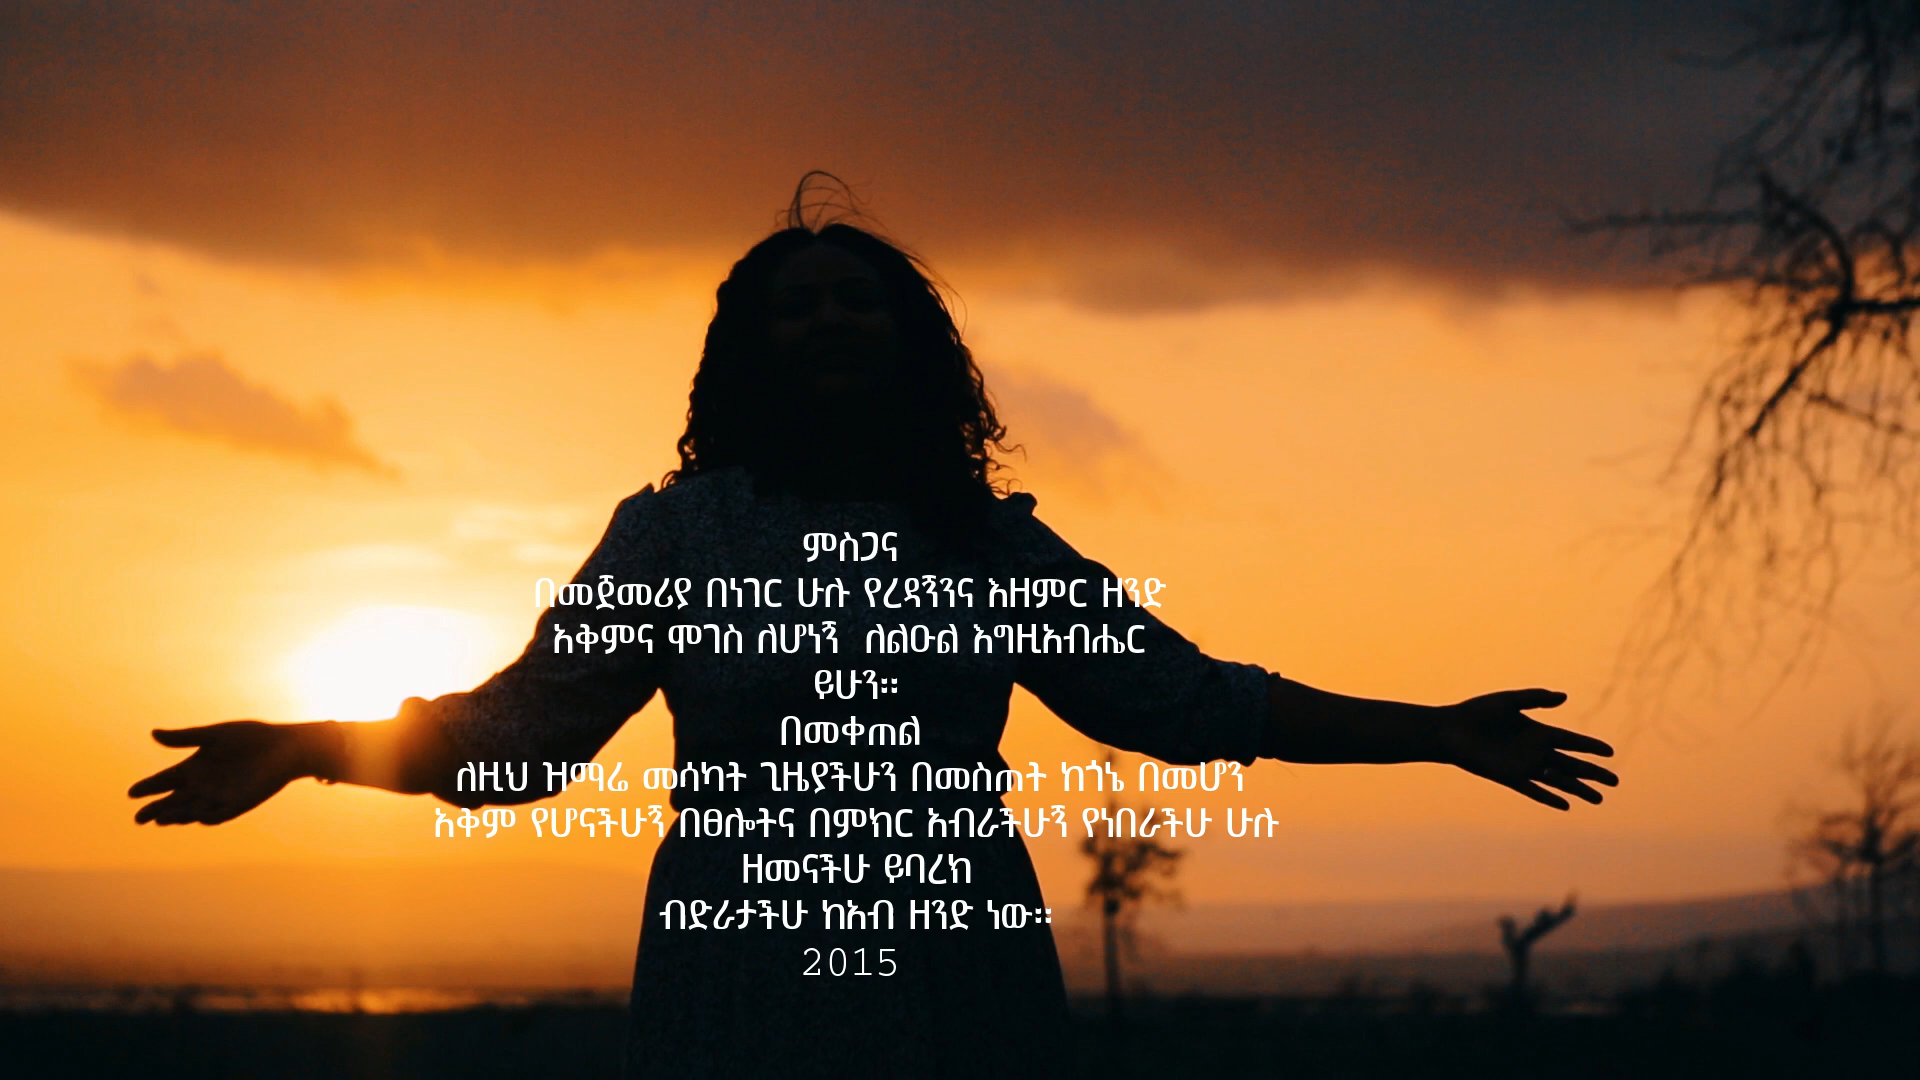 ምስጋና
በመጀመሪያ በነገር ሁሉ የረዳኝንና እዘምር ዘንድ
አቅምና ሞገስ ለሆነኝ ለልዑል እግዚአብሔር
ይሁን።
በመቀጠል
ለዚህ ዝማሬ መሳካት ጊዜያችሁን በመስጠት ከጎኔ በመሆን
አቅም የሆናችሁኝ በፀሎትና በምክር አብራችሁኝ የነበራችሁ ሁሉ
ዘመናችሁ ይባረክ
ብድራታችሁ ከአብ ዘንድ ነው።
2015